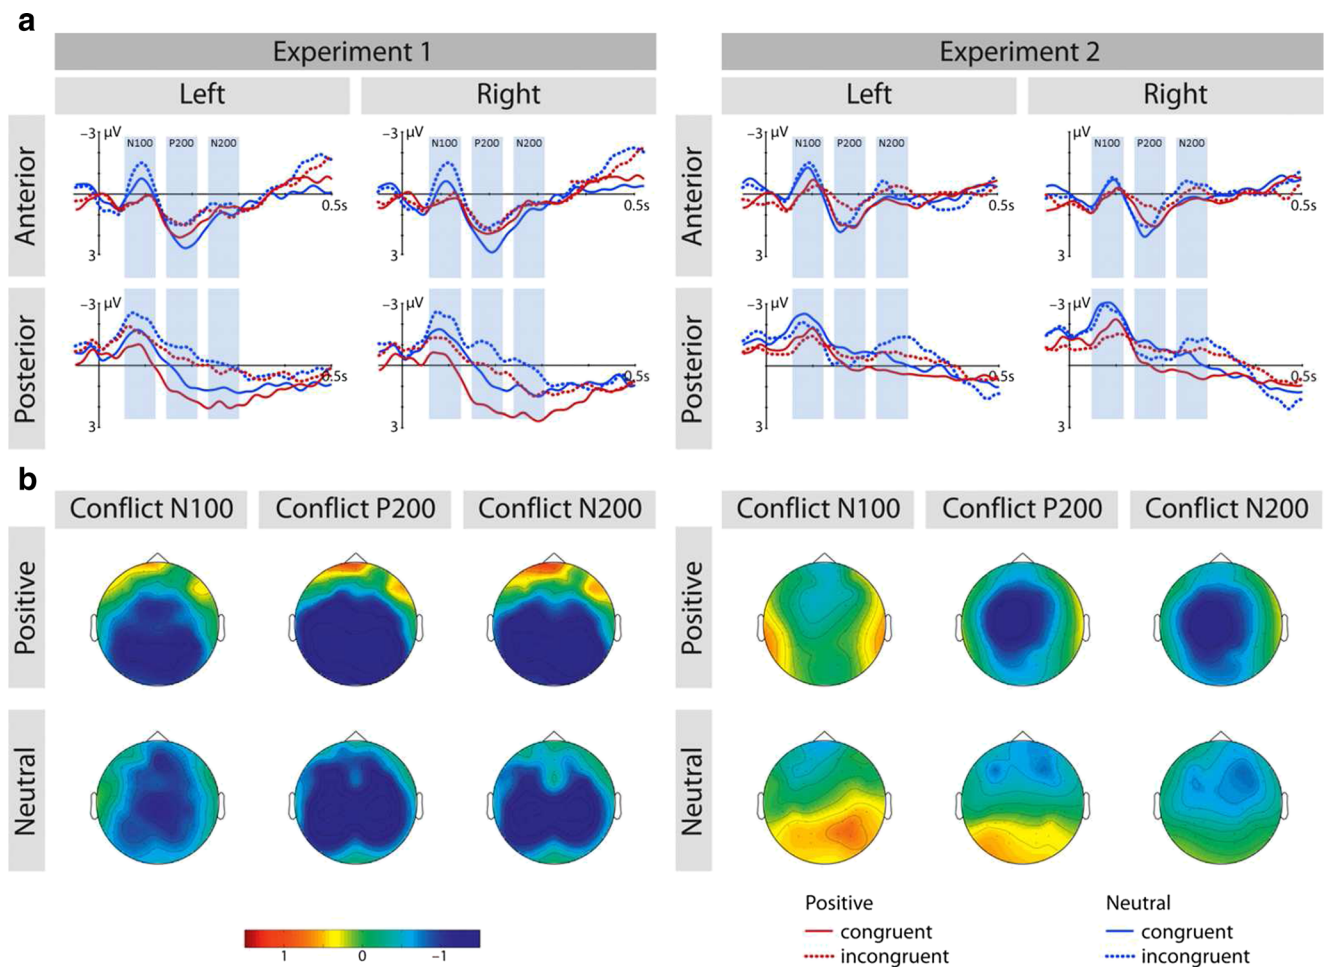 a
Experiment 1
Experiment 2
Left
Right
Left
Right
Anterior
−3 μV N100 P200 N200 0.5s 3
−3 μV N100 P200 N200 0.5s 3
−3 μV N100 P200 N200 0.5s 3
μV N100 P200 N200 0.5s 3
Anterior
Posterior
−3 μV 0.5s 3
−3 μV 0.5s 3
−3 μV 0.5s 3
−3 μV 0.5s 3
Posterior
b
Conflict N100
Conflict P200
Conflict N200
Conflict N100
Conflict P200
Conflict N200
Positive
Positive
Neutral
Neutral
1 0 −1
Positive
congruent
incongruent
Neutral
congruent
incongruent